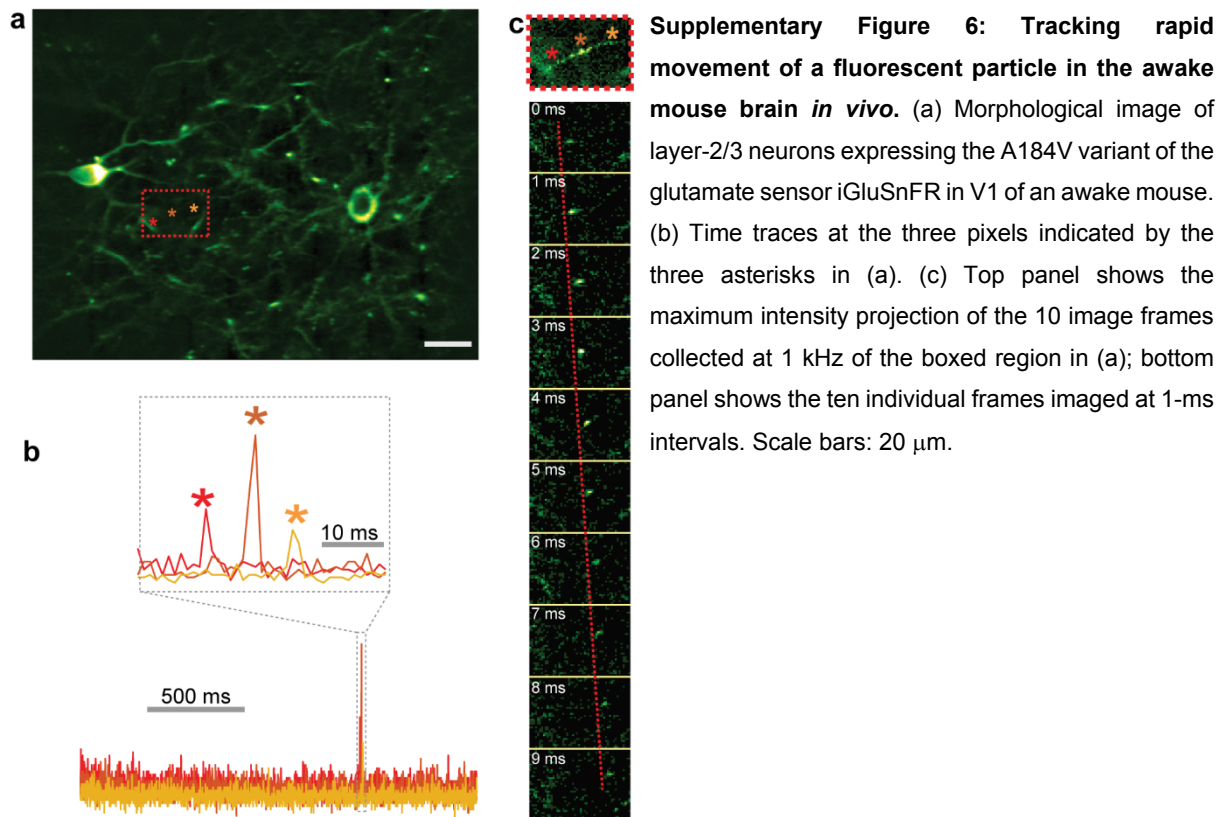 a
c
Supplementary Figure 6: Tracking rapid
movement of a fluorescent particle in the awake
mouse brain in vivo. (a) Morphological image of
layer-2/3 neurons expressing the A184V variant of the
glutamate sensor iGluSnFR in V1 of an awake mouse.
(b) Time traces at the three pixels indicated by the
three asterisks in (a). (c) Top panel shows the
maximum intensity projection of the 10 image frames
collected at 1 kHz of the boxed region in (a); bottom
panel shows the ten individual frames imaged at 1-ms
intervals. Scale bars: 20 μm.
* * *
* * *
0 ms
1 ms
2 ms
3 ms
4 ms
5 ms
6 ms
7 ms
8 ms
9 ms
b
*
*
*
10 ms
500 ms